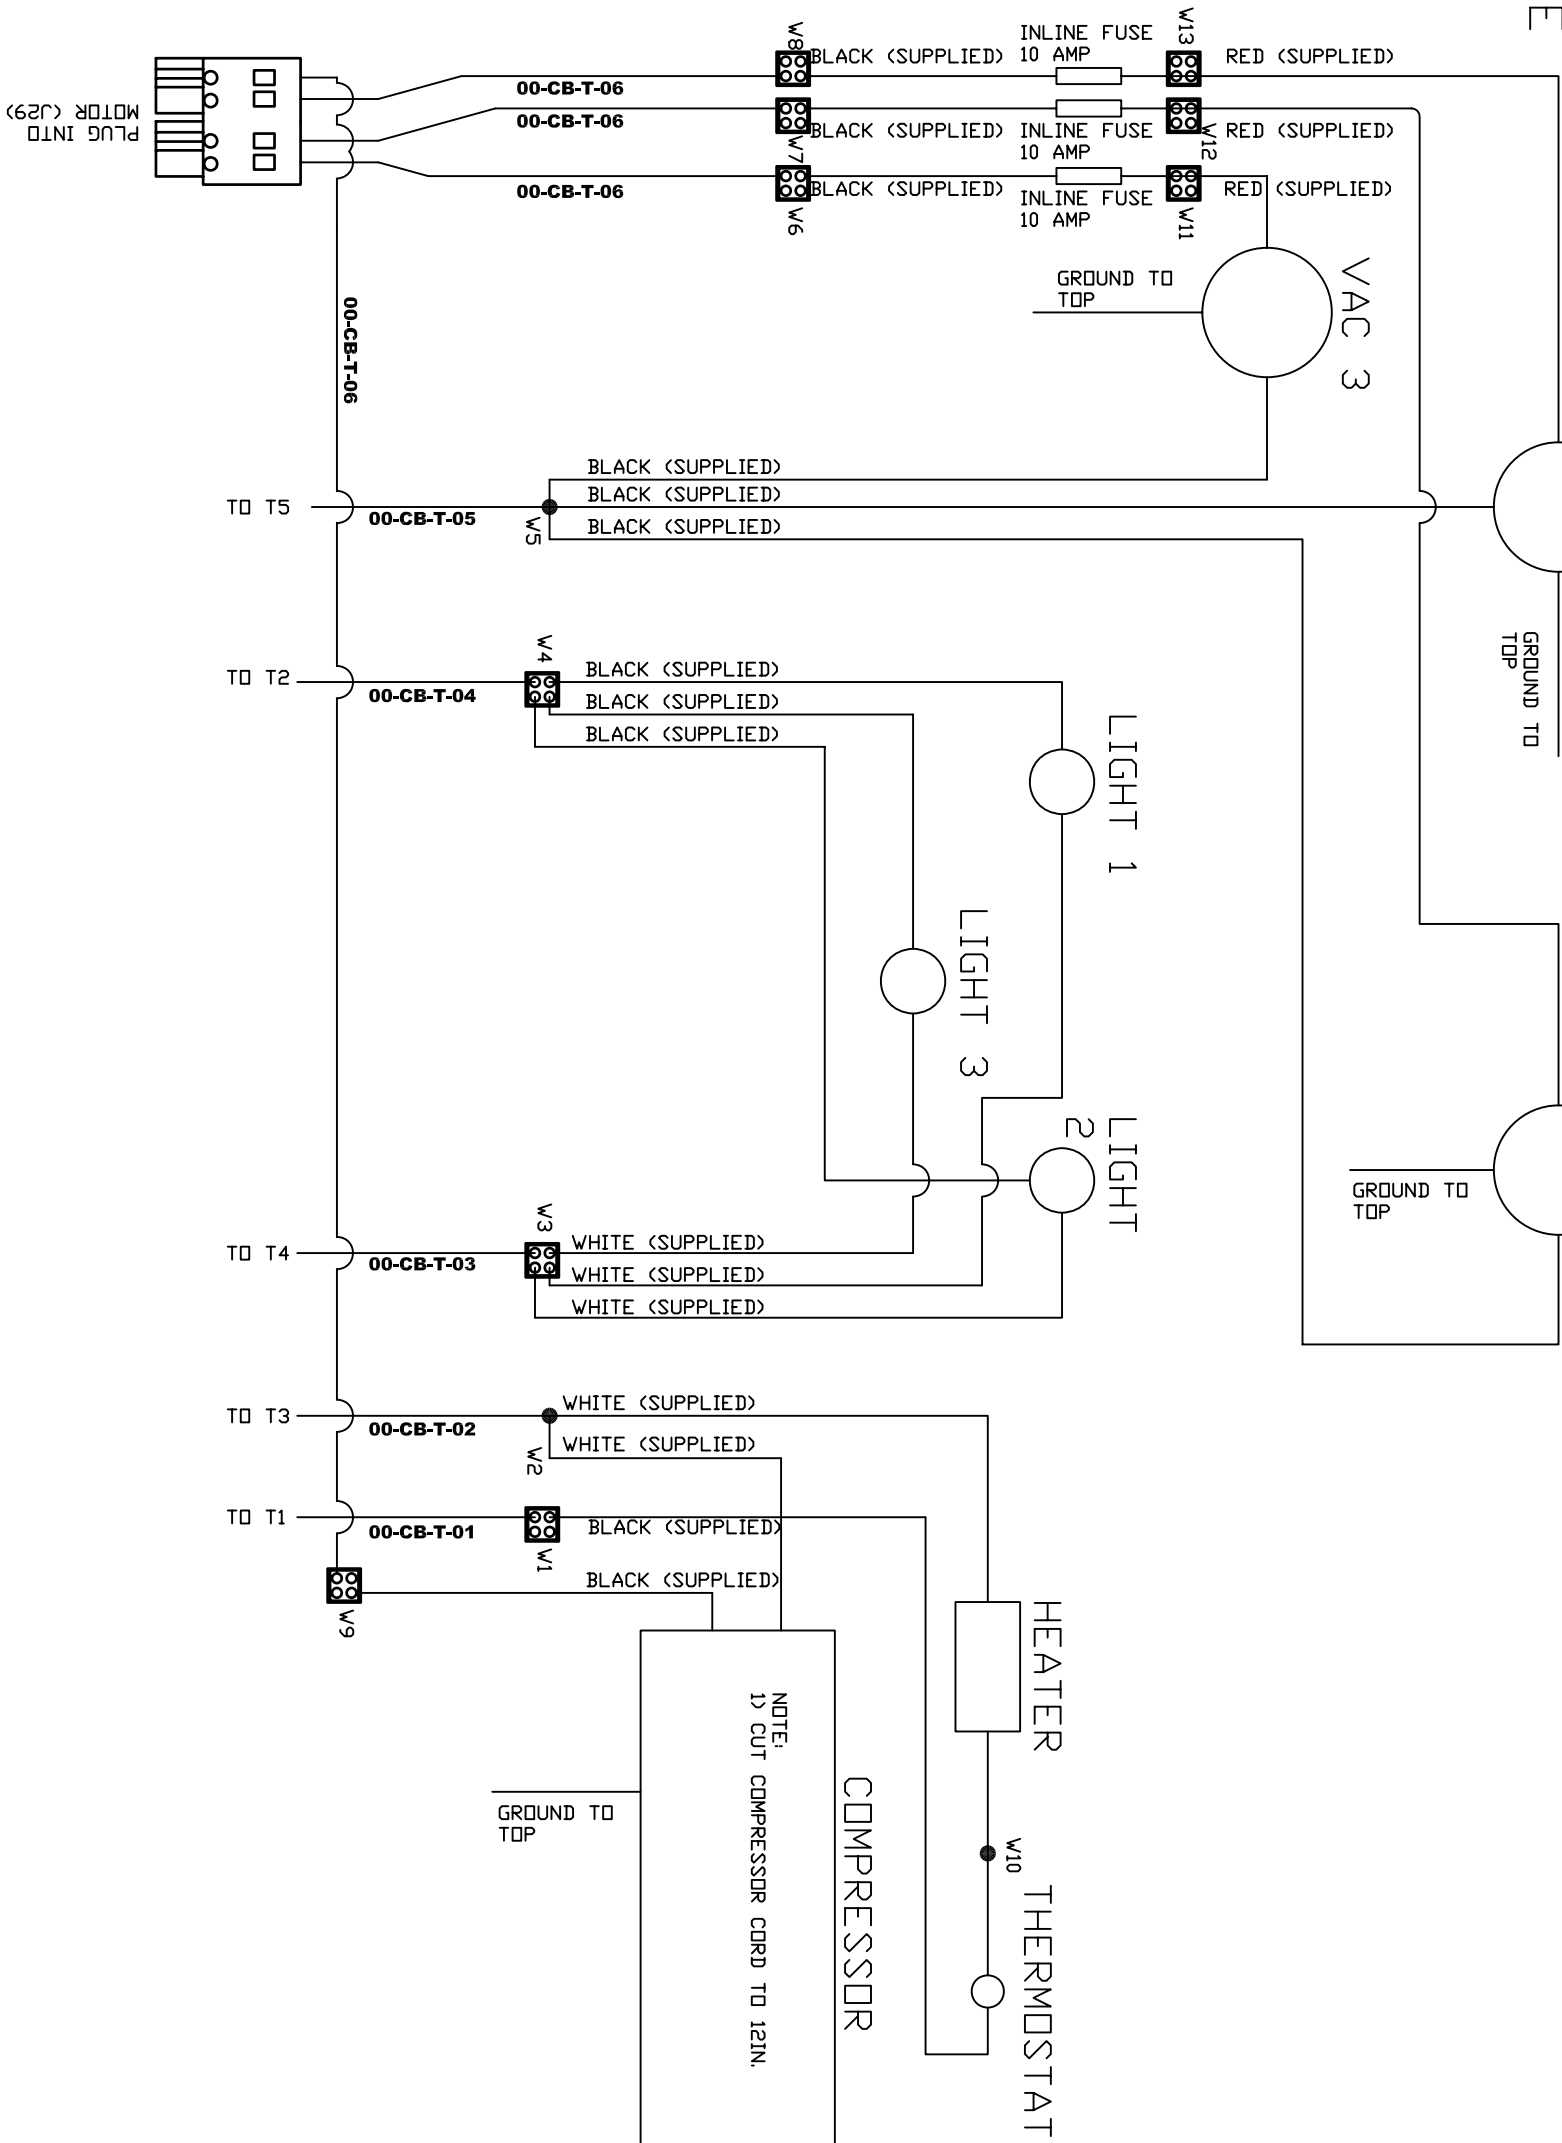 E
W8
BLACK (SUPPLIED)
INLINE FUSE
10 AMP
W13
RED (SUPPLIED)
00-CB-T-06
PLUG INTO
MOTOR (J29)
00-CB-T-06
W7
BLACK (SUPPLIED)
INLINE FUSE
10 AMP
W12
RED (SUPPLIED)
00-CB-T-06
W6
BLACK (SUPPLIED)
INLINE FUSE
10 AMP
W11
RED (SUPPLIED)
GROUND TO
TOP
VAC 3
00-CB-T-06
BLACK (SUPPLIED)
BLACK (SUPPLIED)
TO T5
00-CB-T-05
W5
BLACK (SUPPLIED)
GROUND TO
TOP
W4
BLACK (SUPPLIED)
TO T2
00-CB-T-04
BLACK (SUPPLIED)
BLACK (SUPPLIED)
LIGHT 1
LIGHT 3
LIGHT
2
GROUND TO
TOP
W3
WHITE (SUPPLIED)
TO T4
00-CB-T-03
WHITE (SUPPLIED)
WHITE (SUPPLIED)
WHITE (SUPPLIED)
TO T3
00-CB-T-02
WHITE (SUPPLIED)
W2
TO T1
00-CB-T-01
BLACK (SUPPLIED)
W1
BLACK (SUPPLIED)
W9
HEATER
NOTE:
1) CUT COMPRESSOR CORD TO 12IN.
COMPRESSOR
GROUND TO
TOP
W10
THERMOSTAT